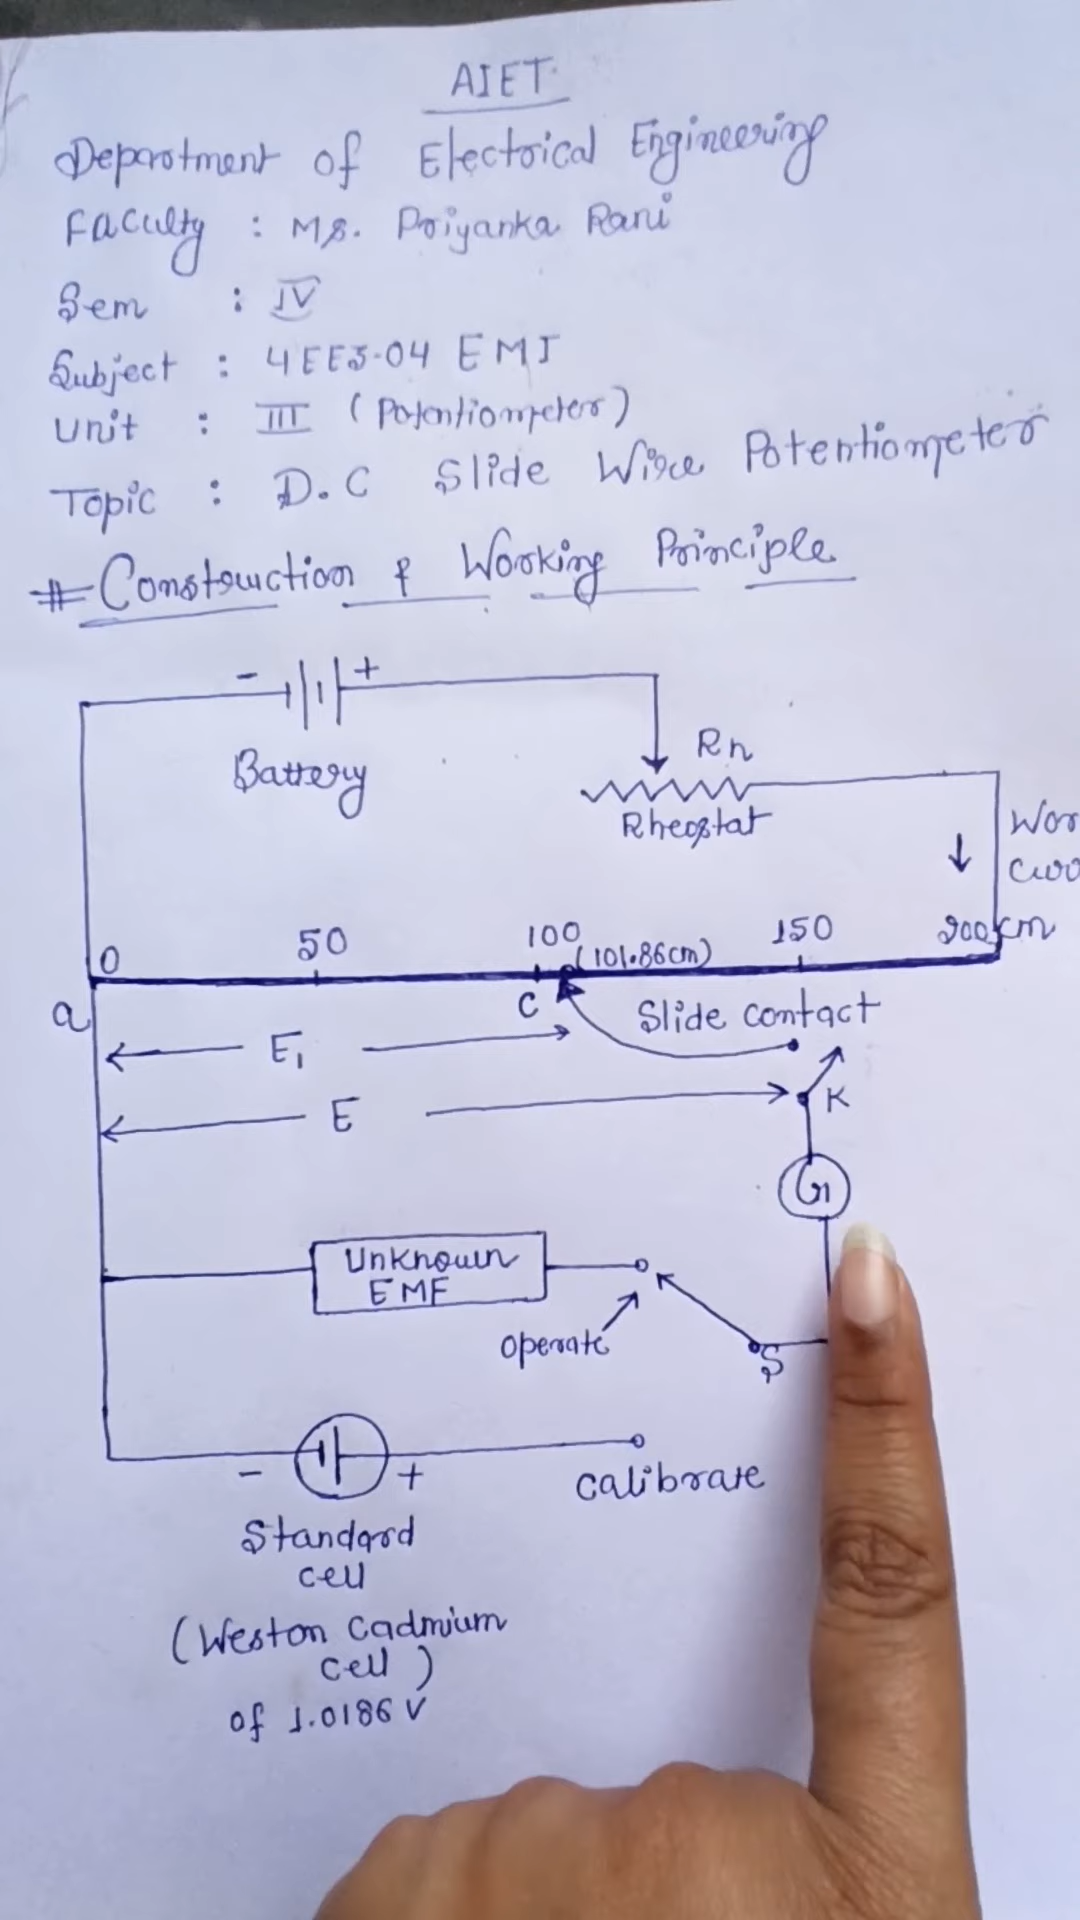 AIET
Department of Electrical Engineering
Faculty : Ms. Priyanka Rani
Sem : IV
Subject : 4EE3-04 EMI
Unit : III (Potentiometer)
Topic : D.C Slide Wire Potentiometer
# Construction & Working Principle
- +
Battery
Rh
Rheostat
0 50 100 150 200 cm
(101.86cm)
a
C
Slide contact
E1
E
K
G
Unknown
EMF
operate
S
- +
Calibrate
Standard
cell
(Weston Cadmium
cell)
of 1.0186 V